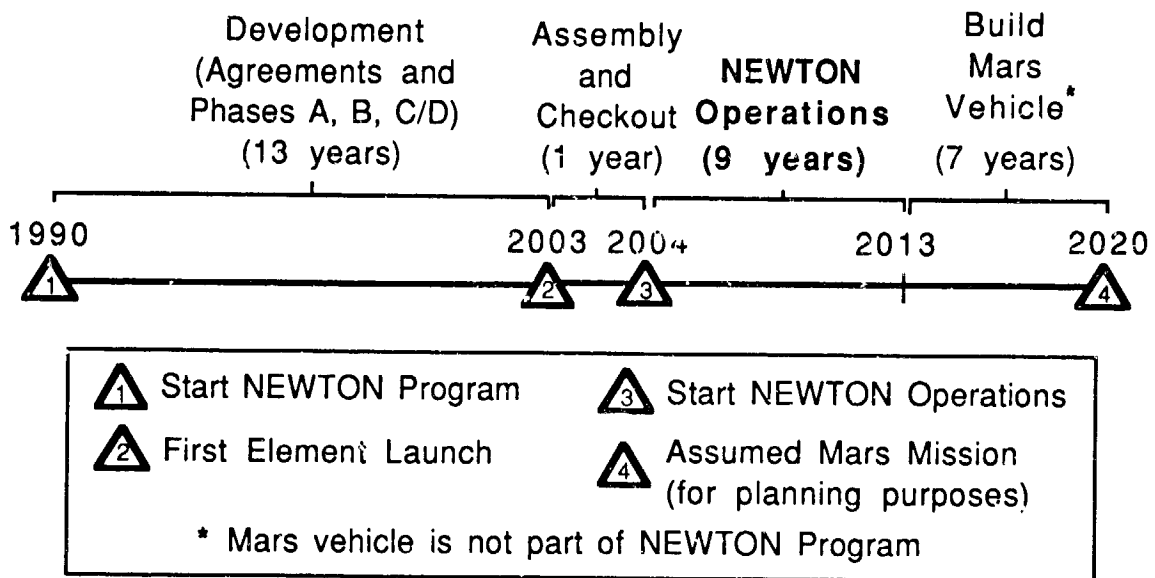 Development
(Agreements and
Phases A, B, C/D)
(13 years)
Assembly
and
Checkout
(1 year)
NEWTON
Operations
(9 years)
Build
Mars
Vehicle*
(7 years)
1990
2003
2004
2013
2020
1
2
3
4
1 Start NEWTON Program
2 First Element Launch
3 Start NEWTON Operations
4 Assumed Mars Mission
(for planning purposes)
* Mars vehicle is not part of NEWTON Program